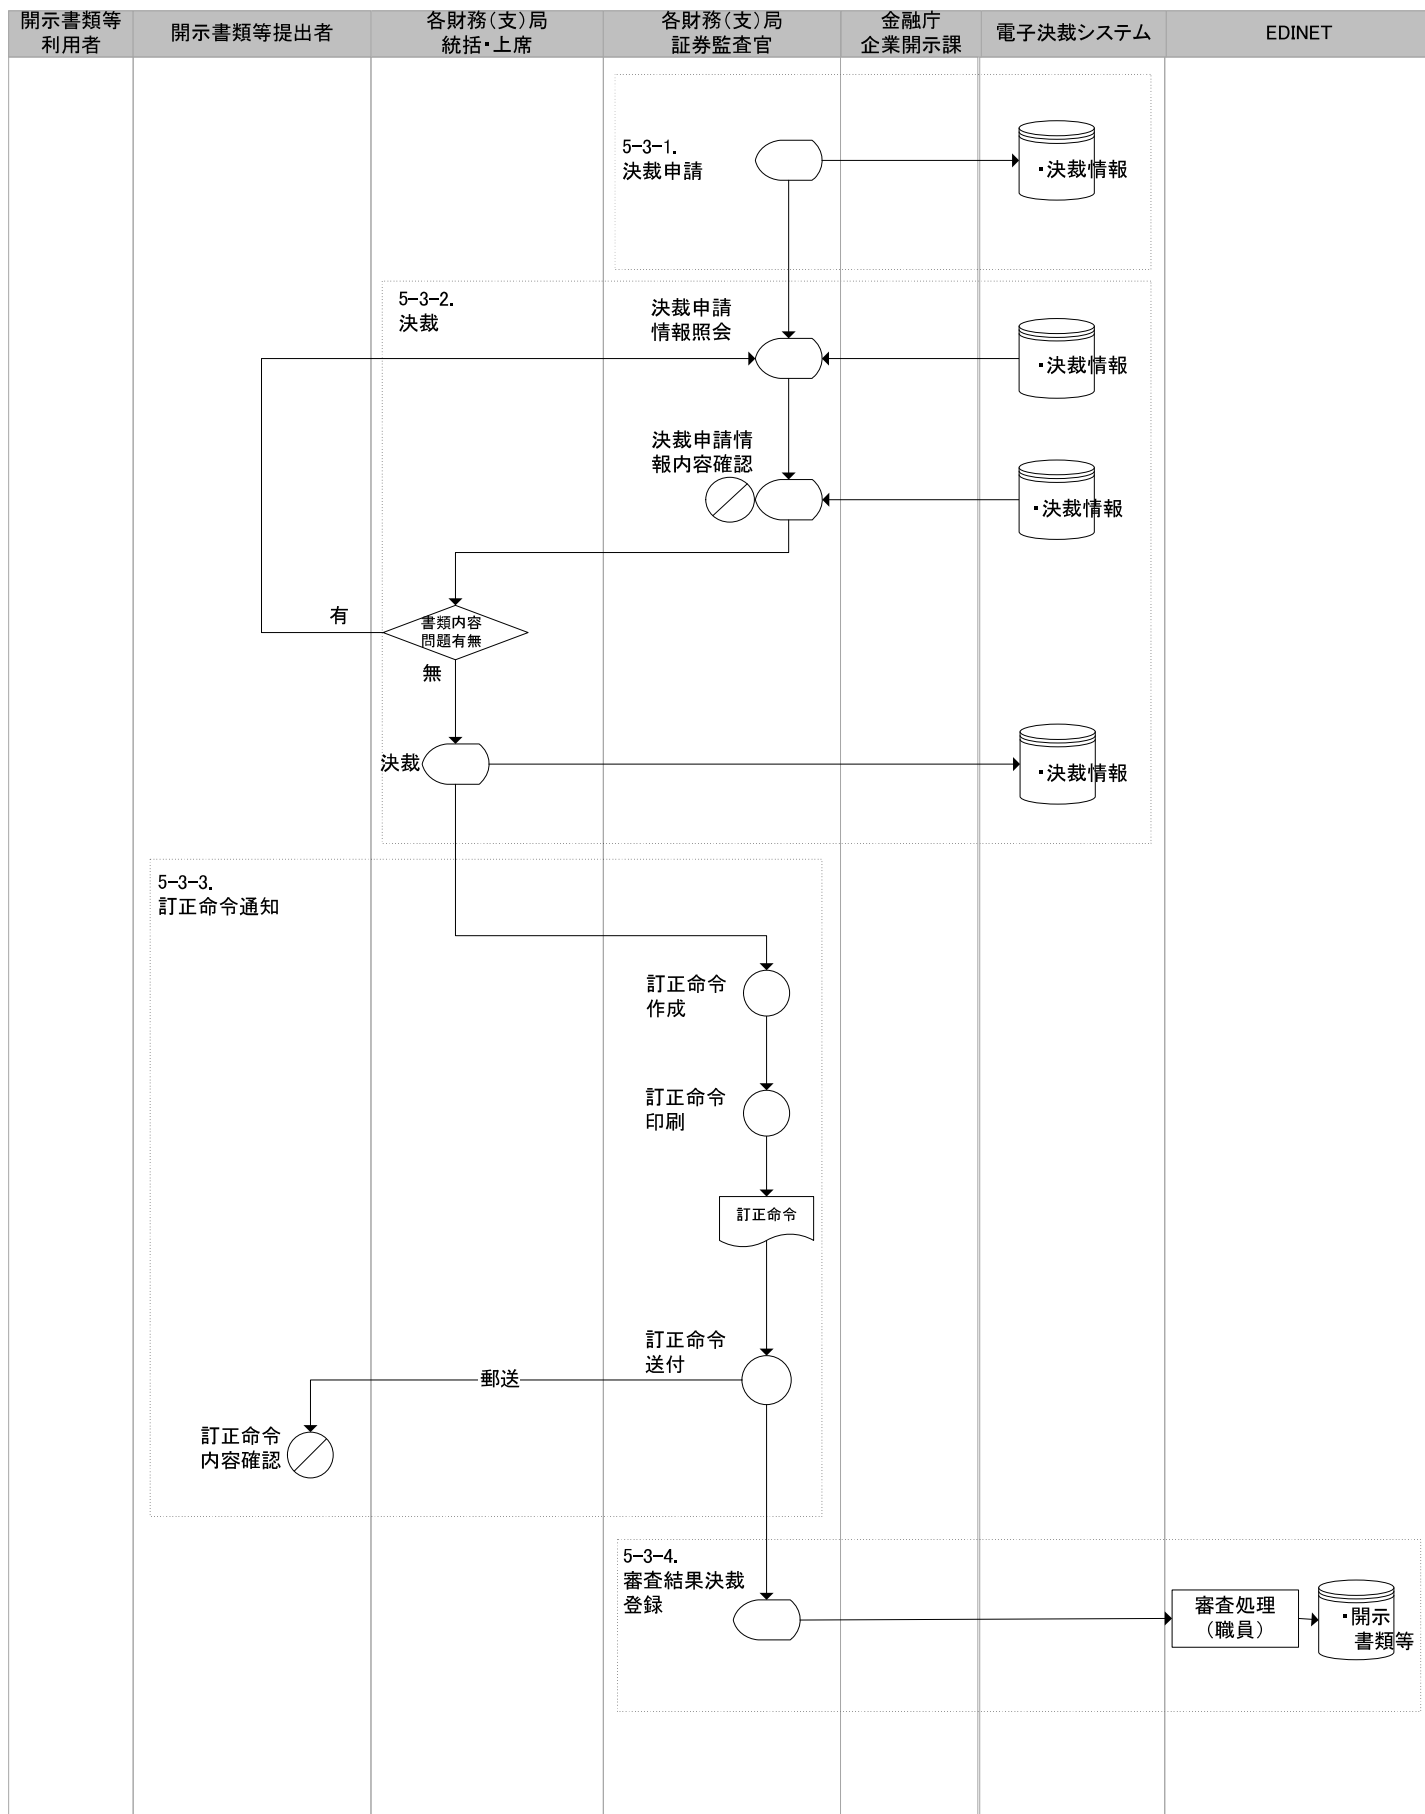 開示書類等
利用者
開示書類等提出者
各財務(支)局
統括・上席
各財務(支)局
証券監査官
金融庁
企業開示課
電子決裁システム
EDINET
5-3-1.
決裁申請
・決裁情報
5-3-2.
決裁
決裁申請
情報照会
・決裁情報
決裁申請情
報内容確認
・決裁情報
有
書類内容
問題有無
無
決裁
・決裁情報
5-3-3.
訂正命令通知
訂正命令
作成
訂正命令
印刷
訂正命令
訂正命令
送付
郵送
訂正命令
内容確認
5-3-4.
審査結果決裁
登録
審査処理
(職員)
・開示
書類等